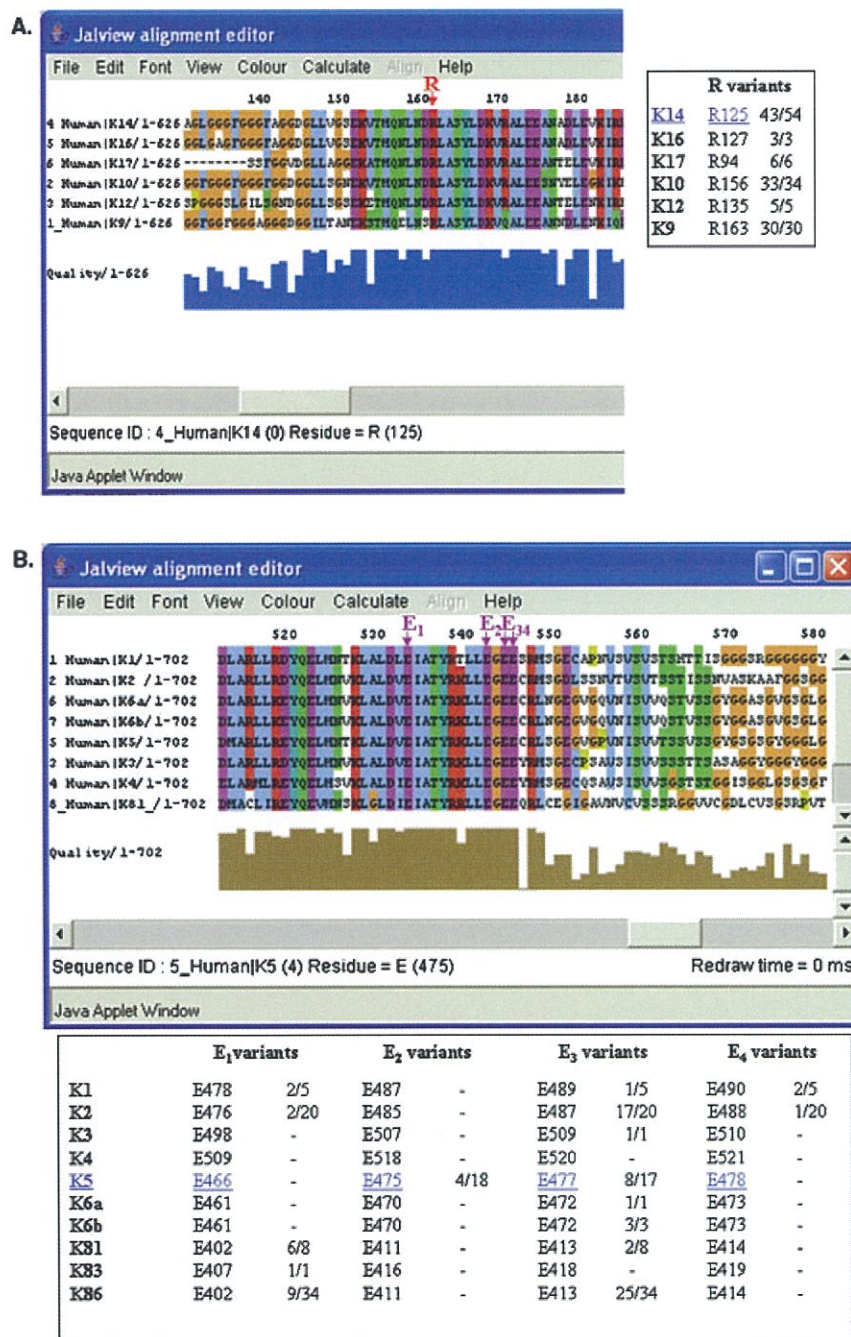 A.
Jalview alignment editor
File Edit Font View Colour Calculate Align Help
R
140 150 160 170 180
4 Human|K14/1-626 AGLGGGFGGGFAGGDGLLVGSEKVTMQNLNDRLASYLDKVRALEEANADLEVKIR
5 Human|K16/1-626 GGLGAGFGGGFAGGDGLLVGSEKVTMQNLNDRLASYLDKVRALEEANADLEVKIR
6 Human|K17/1-626 --------SSFGGVDGLLAGGEKATMQNLNDRLASYLDKVRALEEANTELEVKIR
2 Human|K10/1-626 GGFGGGFGGGFGGDGGLLSGNEKVTMQNLNDRLASYLDKVRALEESNYELEGKIK
3 Human|K12/1-626 SPGGGSLGILSGNDGGLLSGSEKETMQNLNDRLASYLDKVRALEEANTELENKIR
1_Human|K9/1-626 GGFGGGFGGGAGGGDGGILTANEKSTMQELNSRLASYLDKVQALEEANNDLENKIQ
Quality/1-626
Sequence ID : 4_Human|K14 (0) Residue = R (125)
Java Applet Window
R variants
K14 R125 43/54
K16 R127 3/3
K17 R94 6/6
K10 R156 33/34
K12 R135 5/5
K9 R163 30/30
B.
Jalview alignment editor
File Edit Font View Colour Calculate Align Help
E1 E2 E34
520 530 540 550 560 570 580
1 Human|K1/1-702 DLARLLRDYQELMNTKLALDLEIATYRTLLEGEESRMSGECAPNVSVSVSTSHTTISGGGSRGGGGGGY
2 Human|K2 /1-702
6 Human|K6a/1-702
7 Human|K6b/1-702
5 Human|K5/1-702 DMARLLREYQELMNTKLALDVEIATYRKLLEGEECRLSGEGVGPVNISVVTSSVSSGYGSGSGYGGGLG
3 Human|K3/1-702
4 Human|K4/1-702
8_Human|K81_/1-702 DMACLIREYQEVMNSKLGLDIEIATYRRLLEGEEQRLCEGIGAVNVCVSSSRGGVVCGDLCVSGSRPVT
Quality/1-702
Sequence ID : 5_Human|K5 (4) Residue = E (475) Redraw time = 0 ms
Java Applet Window
E1variants E2 variants E3 variants E4 variants
K1 E478 2/5 E487 - E489 1/5 E490 2/5
K2 E476 2/20 E485 - E487 17/20 E488 1/20
K3 E498 - E507 - E509 1/1 E510 -
K4 E509 - E518 - E520 - E521 -
K5 E466 - E475 4/18 E477 8/17 E478 -
K6a E461 - E470 - E472 1/1 E473 -
K6b E461 - E470 - E472 3/3 E473 -
K81 E402 6/8 E411 - E413 2/8 E414 -
K83 E407 1/1 E416 - E418 - E419 -
K86 E402 9/34 E411 - E413 25/34 E414 -